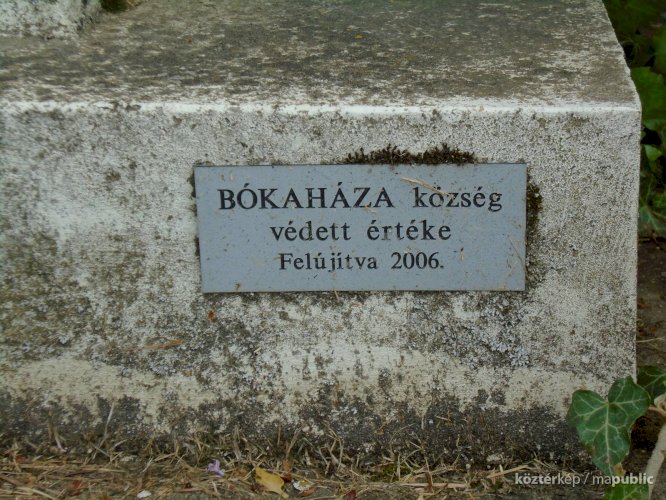 BÓKAHÁZA község
védett értéke
Felújítva 2006.
köztérkép / mapublic